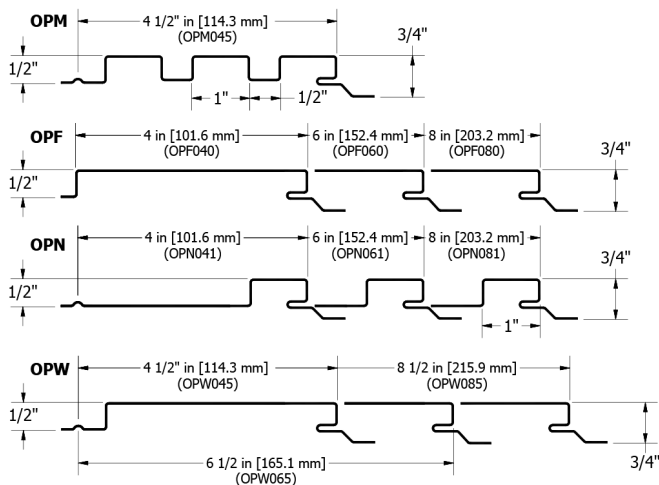 OPM
4 1/2" in [114.3 mm]
(OPM045)
3/4"
1/2"
1"
1/2"
OPF
4 in [101.6 mm]
6 in [152.4 mm]
8 in [203.2 mm]
(OPF040)
(OPF060)
(OPF080)
3/4"
1/2"
OPN
4 in [101.6 mm]
6 in [152.4 mm]
8 in [203.2 mm]
(OPN041)
(OPN061)
(OPN081)
3/4"
1/2"
1"
OPW
4 1/2" in [114.3 mm]
8 1/2 in [215.9 mm]
(OPW045)
(OPW085)
1/2"
6 1/2 in [165.1 mm]
(OPW065)
3/4"